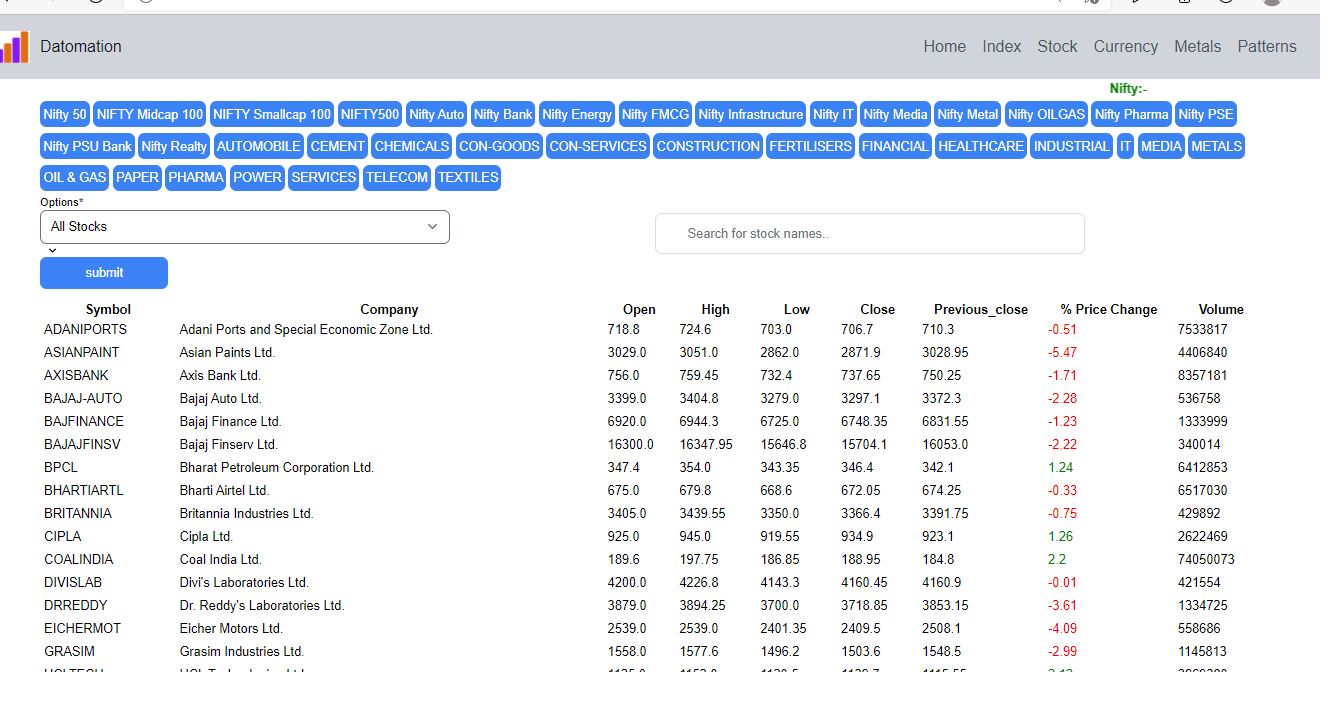 Datomation Home Index Stock Currency Metals Patterns
Nifty:-
Nifty 50 NIFTY Midcap 100 NIFTY Smallcap 100 NIFTY500 Nifty Auto Nifty Bank Nifty Energy Nifty FMCG Nifty Infrastructure Nifty IT Nifty Media Nifty Metal Nifty OILGAS Nifty Pharma Nifty PSE
Nifty PSU Bank Nifty Realty AUTOMOBILE CEMENT CHEMICALS CON-GOODS CON-SERVICES CONSTRUCTION FERTILISERS FINANCIAL HEALTHCARE INDUSTRIAL IT MEDIA METALS
OIL & GAS PAPER PHARMA POWER SERVICES TELECOM TEXTILES
Options*
All Stocks Search for stock names..
submit
Symbol Company Open High Low Close Previous_close % Price Change Volume
ADANIPORTS Adani Ports and Special Economic Zone Ltd. 718.8 724.6 703.0 706.7 710.3 -0.51 7533817
ASIANPAINT Asian Paints Ltd. 3029.0 3051.0 2862.0 2871.9 3028.95 -5.47 4406840
AXISBANK Axis Bank Ltd. 756.0 759.45 732.4 737.65 750.25 -1.71 8357181
BAJAJ-AUTO Bajaj Auto Ltd. 3399.0 3404.8 3279.0 3297.1 3372.3 -2.28 536758
BAJFINANCE Bajaj Finance Ltd. 6920.0 6944.3 6725.0 6748.35 6831.55 -1.23 1333999
BAJAJFINSV Bajaj Finserv Ltd. 16300.0 16347.95 15646.8 15704.1 16053.0 -2.22 340014
BPCL Bharat Petroleum Corporation Ltd. 347.4 354.0 343.35 346.4 342.1 1.24 6412853
BHARTIARTL Bharti Airtel Ltd. 675.0 679.8 668.6 672.05 674.25 -0.33 6517030
BRITANNIA Britannia Industries Ltd. 3405.0 3439.55 3350.0 3366.4 3391.75 -0.75 429892
CIPLA Cipla Ltd. 925.0 945.0 919.55 934.9 923.1 1.26 2622469
COALINDIA Coal India Ltd. 189.6 197.75 186.85 188.95 184.8 2.2 74050073
DIVISLAB Divi's Laboratories Ltd. 4200.0 4226.8 4143.3 4160.45 4160.9 -0.01 421554
DRREDDY Dr. Reddy's Laboratories Ltd. 3879.0 3894.25 3700.0 3718.85 3853.15 -3.61 1334725
EICHERMOT Eicher Motors Ltd. 2539.0 2539.0 2401.35 2409.5 2508.1 -4.09 558686
GRASIM Grasim Industries Ltd. 1558.0 1577.6 1496.2 1503.6 1548.5 -2.99 1145813